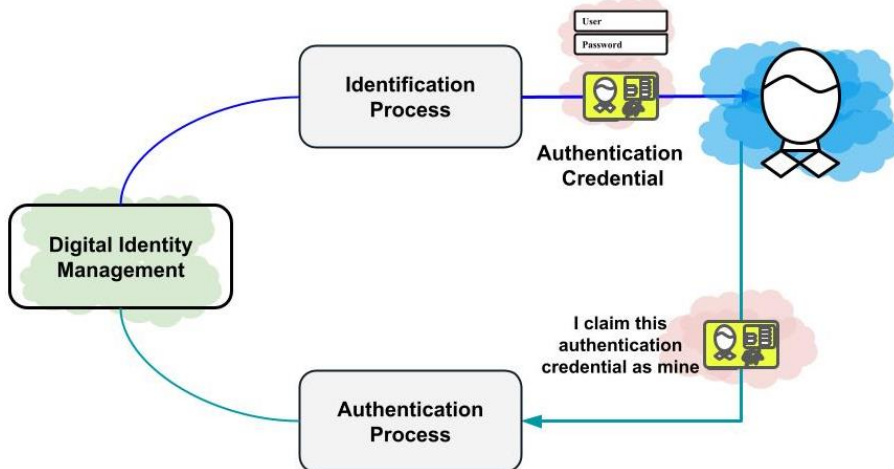 User
Password
Identification
Process
Authentication
Credential
Digital Identity
Management
I claim this
authentication
credential as mine
Authentication
Process